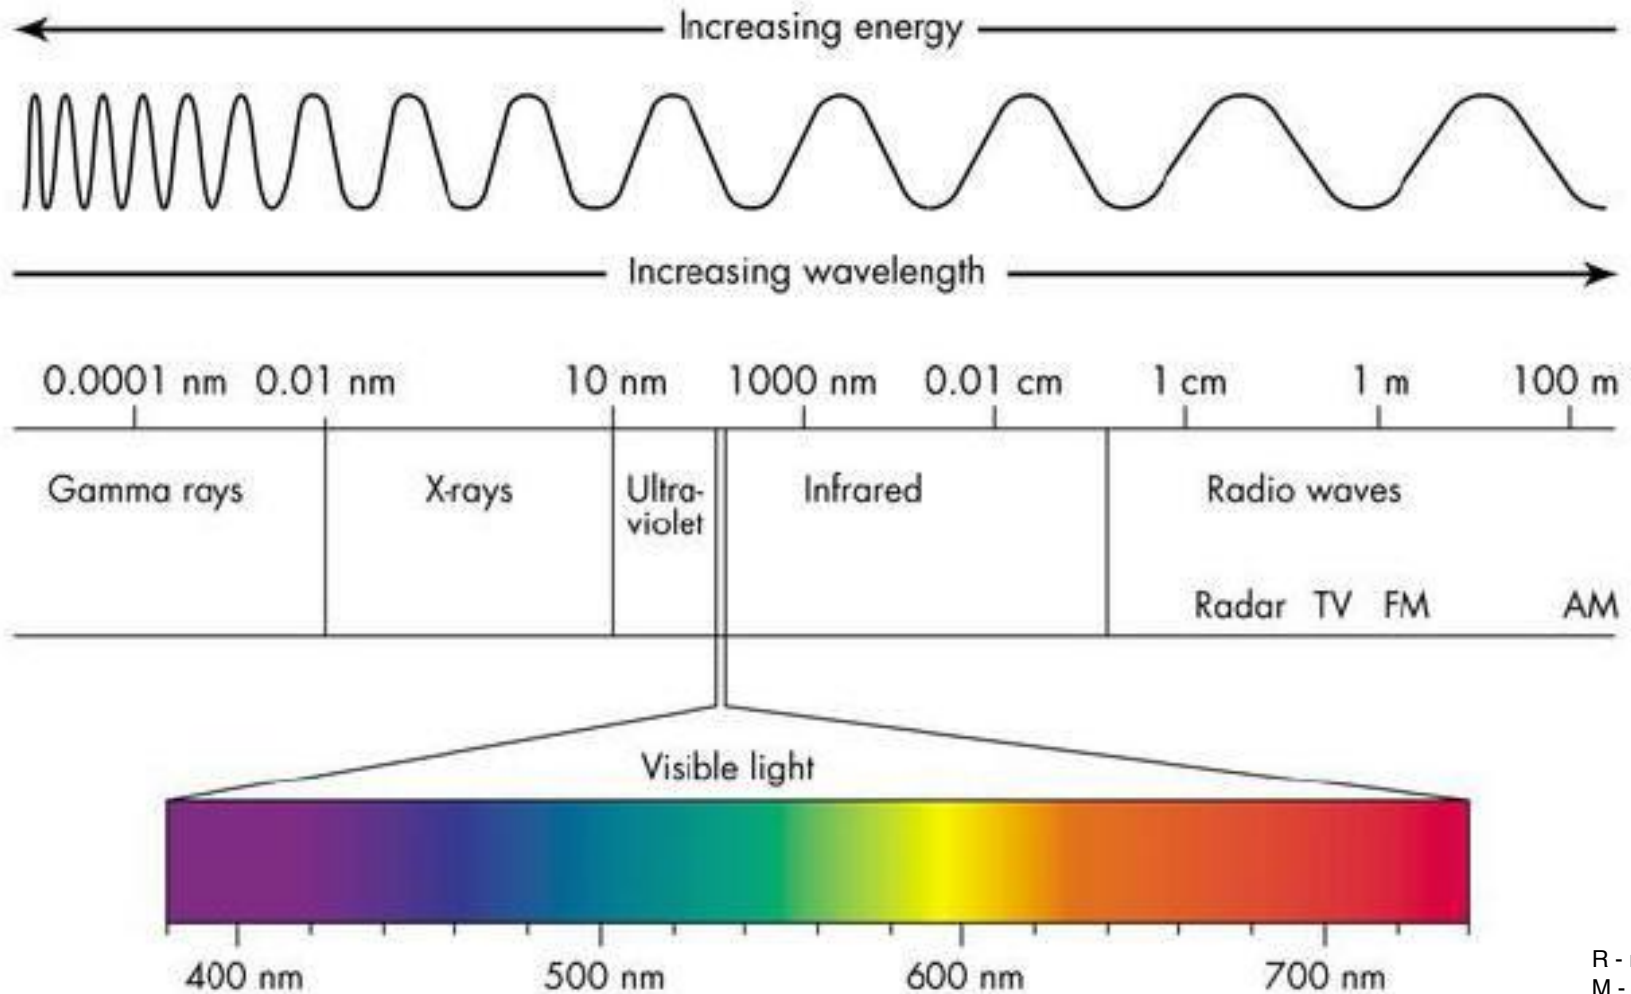 Increasing energy
Increasing wavelength
0.0001 nm 0.01 nm 10 nm 1000 nm 0.01 cm 1 cm 1 m 100 m
Gamma rays X-rays Ultra- Infrared Radio waves
violet
Radar TV FM AM
Visible light
400 nm 500 nm 600 nm 700 nm
R -
M -